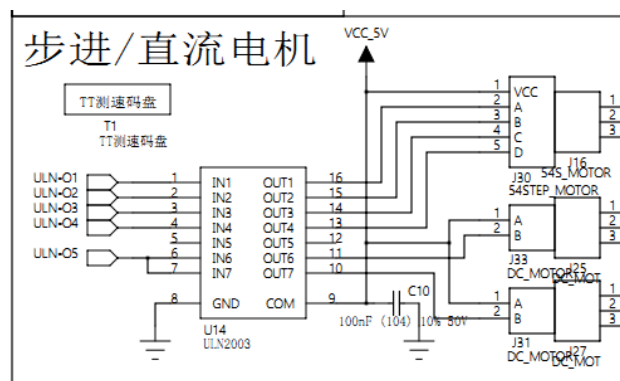 步进/直流电机
VCC_5V
TT测速码盘
T1
TT测速码盘
ULN-O1
ULN-O2
ULN-O3
ULN-O4
ULN-O5
1 IN1 OUT1 16
2 IN2 OUT2 15
3 IN3 OUT3 14
4 IN4 OUT4 13
5 IN5 OUT5 12
6 IN6 OUT6 11
7 IN7 OUT7 10
8 GND COM 9
U14
ULN2003
C10
100nF (104) 10% 50V
1 VCC 1
2 A 2
3 B 3
4 C
5 D
J16
J30 54S_MOTOR
54STEP_MOTOR
1 A 1
2 B 2
3
J33 J25
DC_MOTOR DC_MOT
1 A 1
2 B 2
3
J31 J27
DC_MOTOR DC_MOT